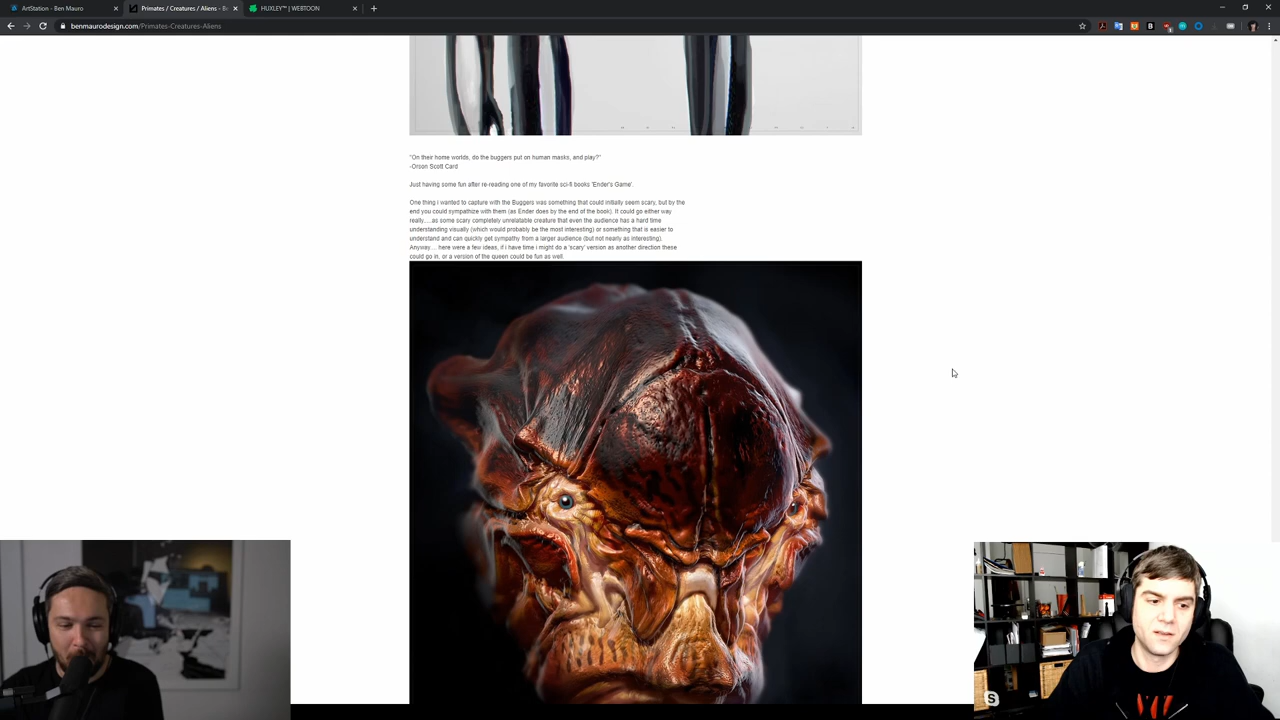 ArtStation - Ben Mauro
Primates / Creatures / Aliens - Be
HUXLEY™ | WEBTOON
benmaurodesign.com/Primates-Creatures-Aliens
"On their home worlds, do the buggers put on human masks, and play?"
-Orson Scott Card
Just having some fun after re-reading one of my favorite sci-fi books 'Ender's Game'.
One thing i wanted to capture with the Buggers was something that could initially seem scary, but by the
end you could sympathize with them (as Ender does by the end of the book). It could go either way
really.....as some scary completely unrelatable creature that even the audience has a hard time
understanding visually (which would probably be the most interesting) or something that is easier to
understand and can quickly get sympathy from a larger audience (but not nearly as interesting).
Anyway.... here were a few ideas, if i have time i might do a 'scary' version as another direction these
could go in, or a version of the queen could be fun as well.